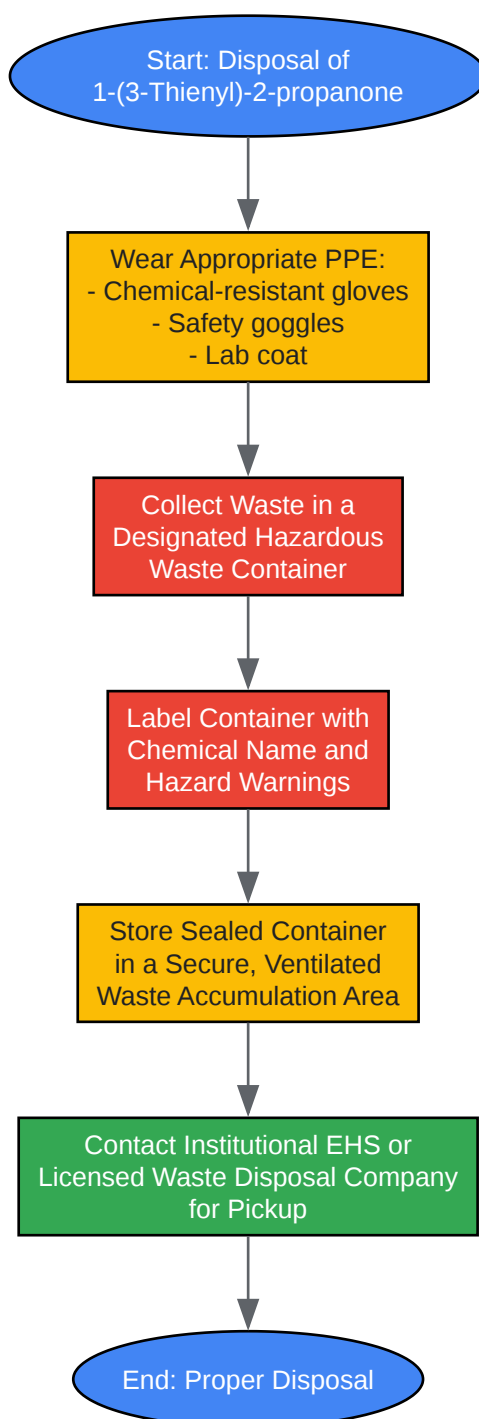 Start: Disposal of
1-(3-Thienyl)-2-propanone
Wear Appropriate PPE:
- Chemical-resistant gloves
- Safety goggles
- Lab coat
Collect Waste in a
Designated Hazardous
Waste Container
Label Container with
Chemical Name and
Hazard Warnings
Store Sealed Container
in a Secure, Ventilated
Waste Accumulation Area
Contact Institutional EHS or
Licensed Waste Disposal Company
for Pickup
End: Proper Disposal